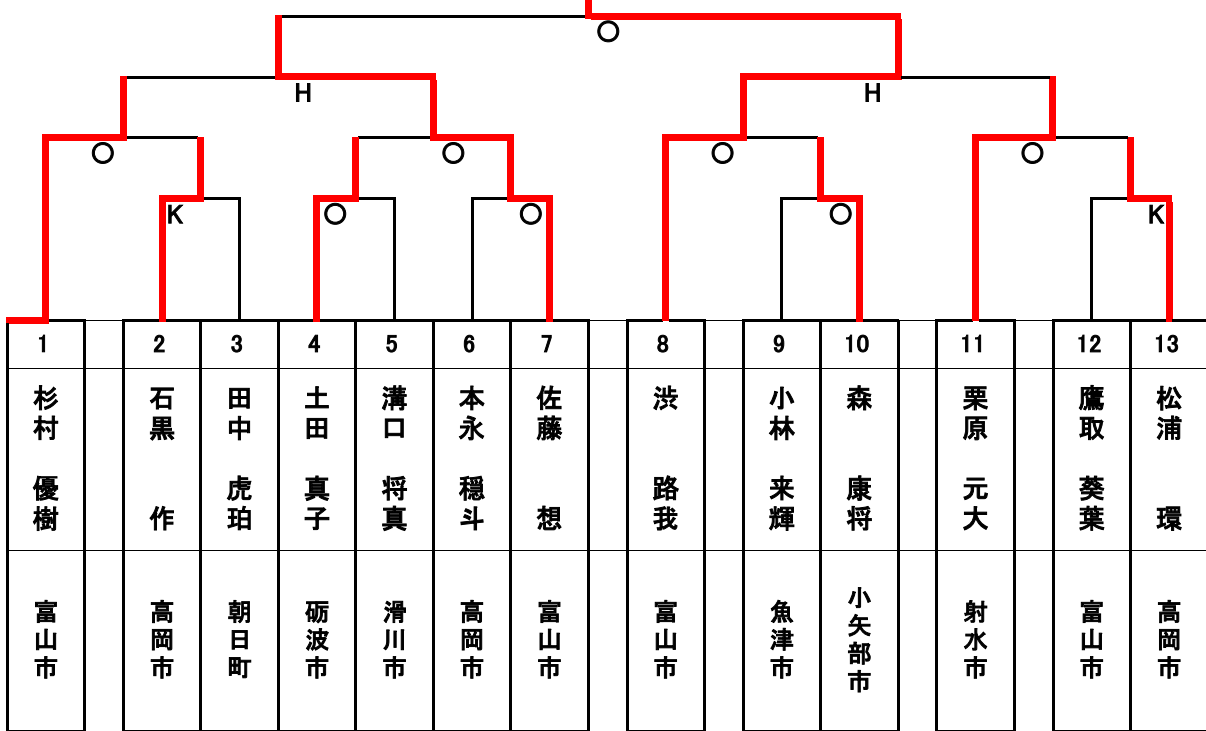 ○
H H
○ ○ ○ ○
K ○ ○ ○ K
1 2 3 4 5 6 7 8 9 10 11 12 13
杉村 優樹
石黒 作
田中 虎珀
土田 真子
溝口 将真
本永 穏斗
佐藤 想
渋 路我
小林 来輝
森 康将
栗原 元大
鷹取 葵葉
松浦 環
富山市
高岡市
朝日町
砺波市
滑川市
高岡市
富山市
富山市
魚津市
小矢部市
射水市
富山市
高岡市